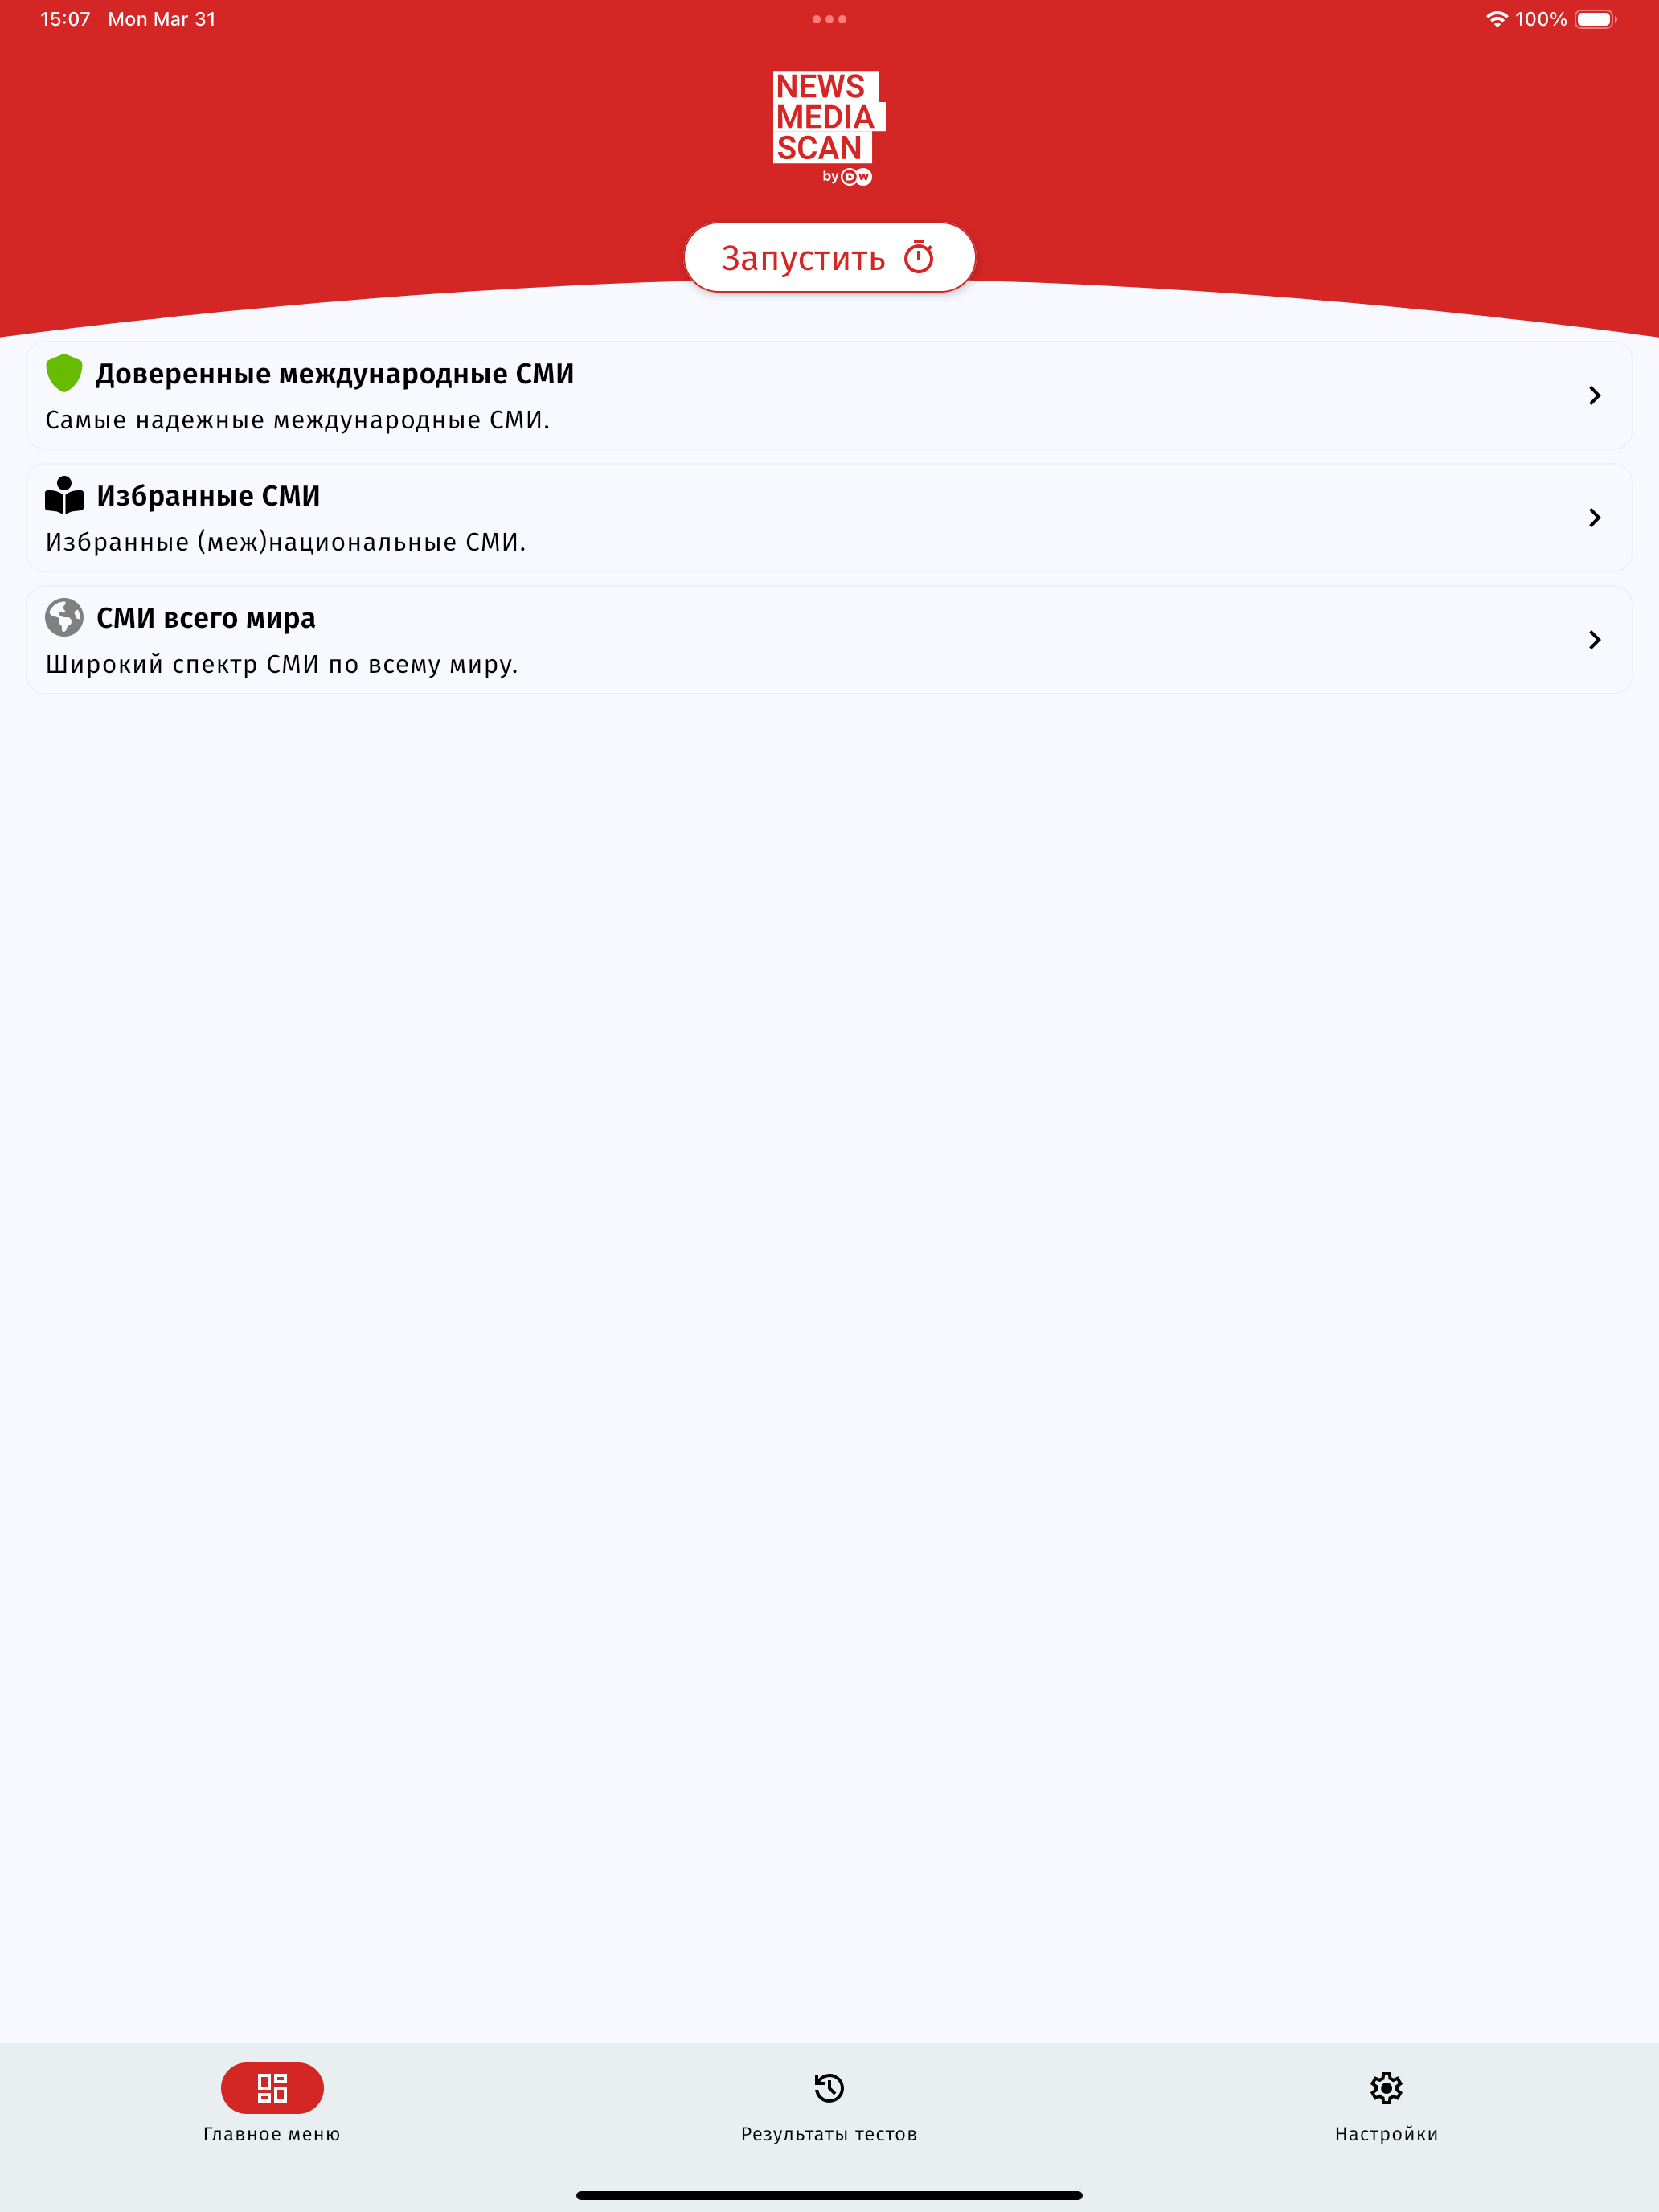 15:07 Mon Mar 31
100%
NEWS
MEDIA
SCAN
by DW
Запустить
Доверенные международные СМИ
Самые надежные международные СМИ.
Избранные СМИ
Избранные (меж)национальные СМИ.
СМИ всего мира
Широкий спектр СМИ по всему миру.
Главное меню
Результаты тестов
Настройки